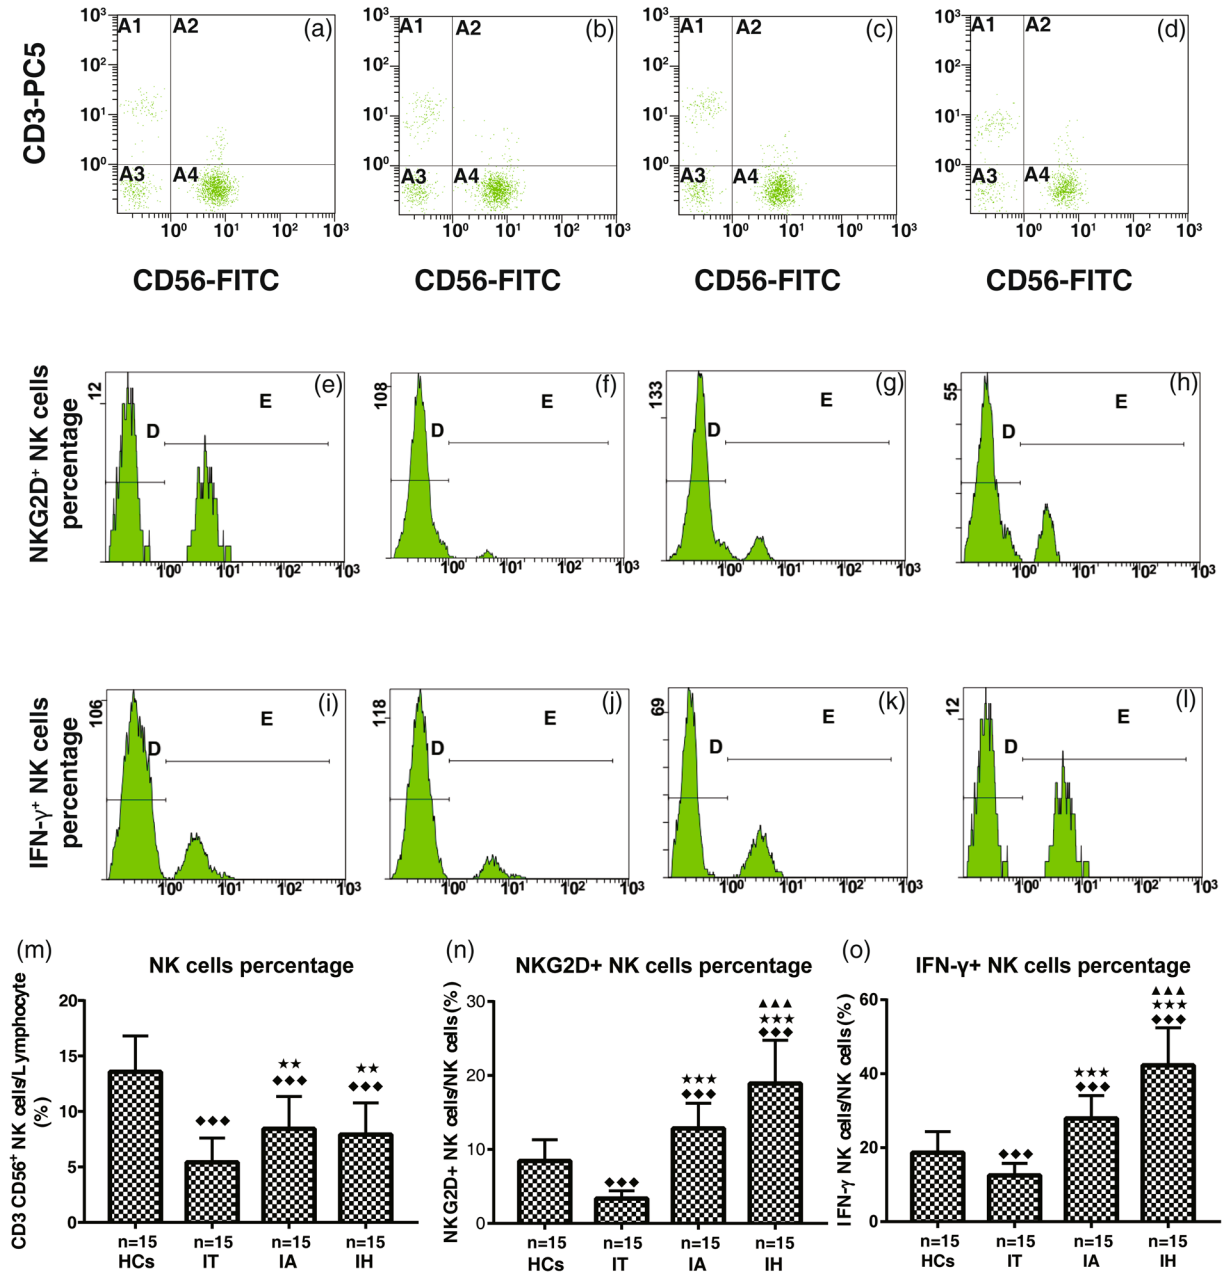 CD3-PC5
10³ A1 A2 (a)
10²
10¹
10⁰
A3 A4
10⁰ 10¹ 10² 10³
CD56-FITC
10³ A1 A2 (b)
10²
10¹
10⁰
A3 A4
10⁰ 10¹ 10² 10³
CD56-FITC
10³ A1 A2 (c)
10²
10¹
10⁰
A3 A4
10⁰ 10¹ 10² 10³
CD56-FITC
10³ A1 A2 (d)
10²
10¹
10⁰
A3 A4
10⁰ 10¹ 10² 10³
CD56-FITC
NKG2D⁺ NK cells
percentage
12 D E (e)
10⁰ 10¹ 10² 10³
108 D E (f)
10⁰ 10¹ 10² 10³
133 D E (g)
10⁰ 10¹ 10² 10³
55 D E (h)
10⁰ 10¹ 10² 10³
IFN-γ⁺ NK cells
percentage
106 D E (i)
10⁰ 10¹ 10² 10³
118 D E (j)
10⁰ 10¹ 10² 10³
69 D E (k)
10⁰ 10¹ 10² 10³
12 D E (l)
10⁰ 10¹ 10² 10³
(m)
NK cells percentage
CD3 CD56⁺ NK cells/Lymphocyte
(%)
20
15
10
5
0
◆◆◆
★★
◆◆◆
★★
◆◆◆
n=15 n=15 n=15 n=15
HCs IT IA IH
(n)
NKG2D+ NK cells percentage
NKG2D+ NK cells/NK cells(%)
30
20
10
0
◆◆◆
★★★
◆◆◆
▲▲▲
★★★
◆◆◆
n=15 n=15 n=15 n=15
HCs IT IA IH
(o)
IFN-γ+ NK cells percentage
IFN-γ NK cells/NK cells(%)
60
40
20
0
◆◆◆
★★★
◆◆◆
▲▲▲
★★★
◆◆◆
n=15 n=15 n=15 n=15
HCs IT IA IH